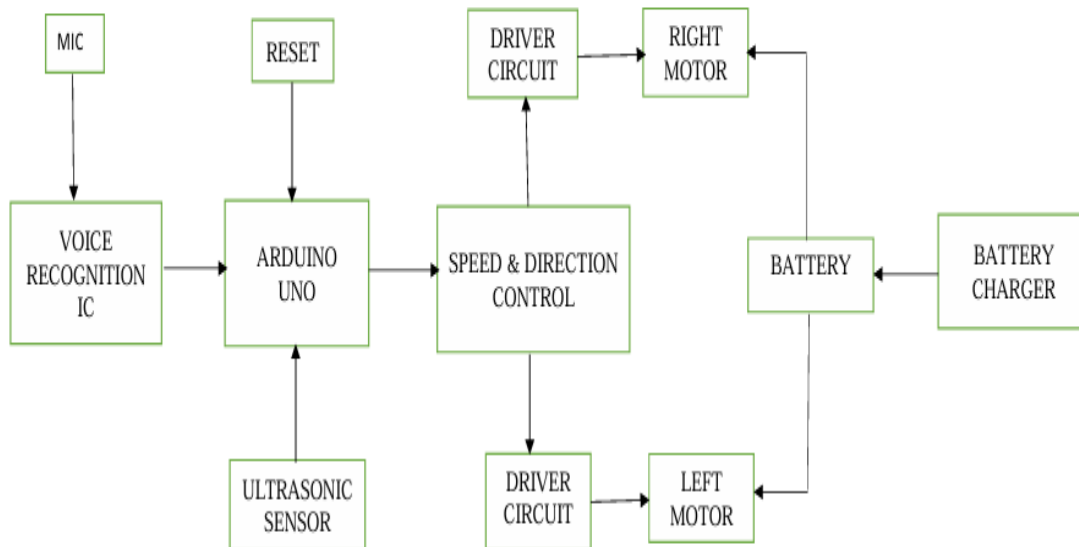 MIC
RESET
DRIVER
CIRCUIT
RIGHT
MOTOR
VOICE
RECOGNITION
IC
ARDUINO
UNO
SPEED & DIRECTION
CONTROL
BATTERY
BATTERY
CHARGER
ULTRASONIC
SENSOR
DRIVER
CIRCUIT
LEFT
MOTOR